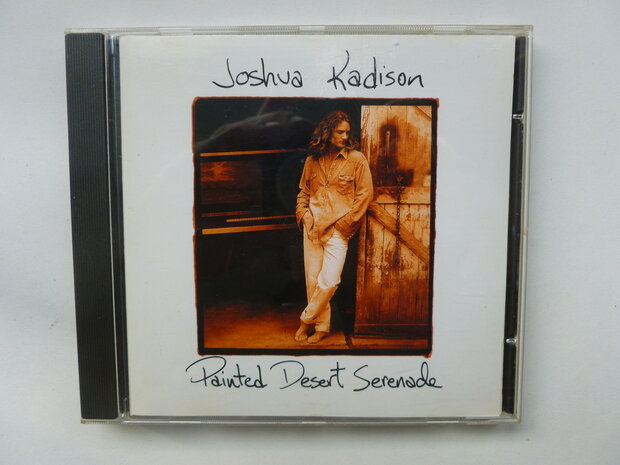 Joshua Kadison
Painted Desert Serenade